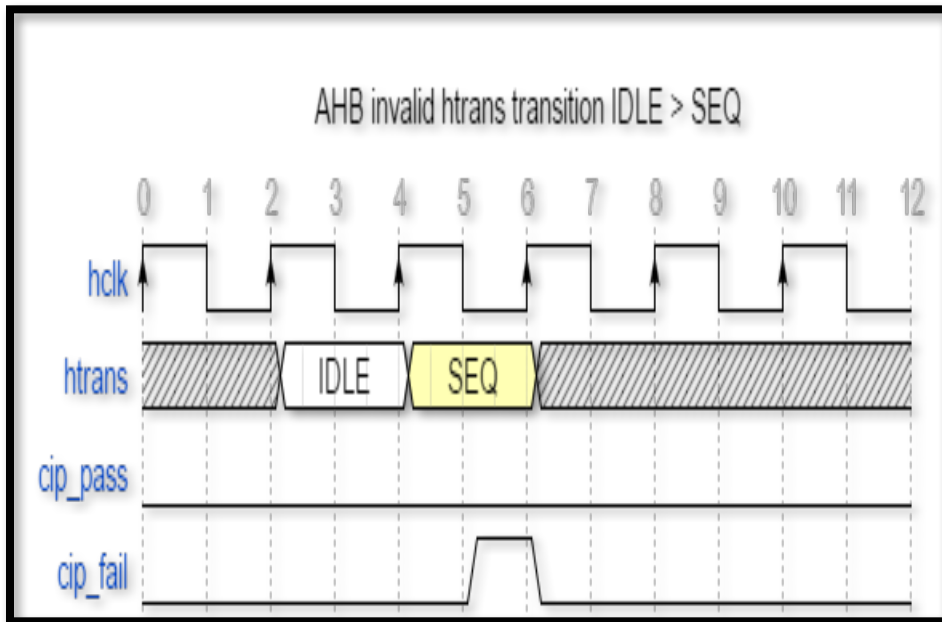 AHB invalid htrans transition IDLE > SEQ
0 1 2 3 4 5 6 7 8 9 10 11 12
hclk
htrans IDLE SEQ
cip_pass
cip_fail